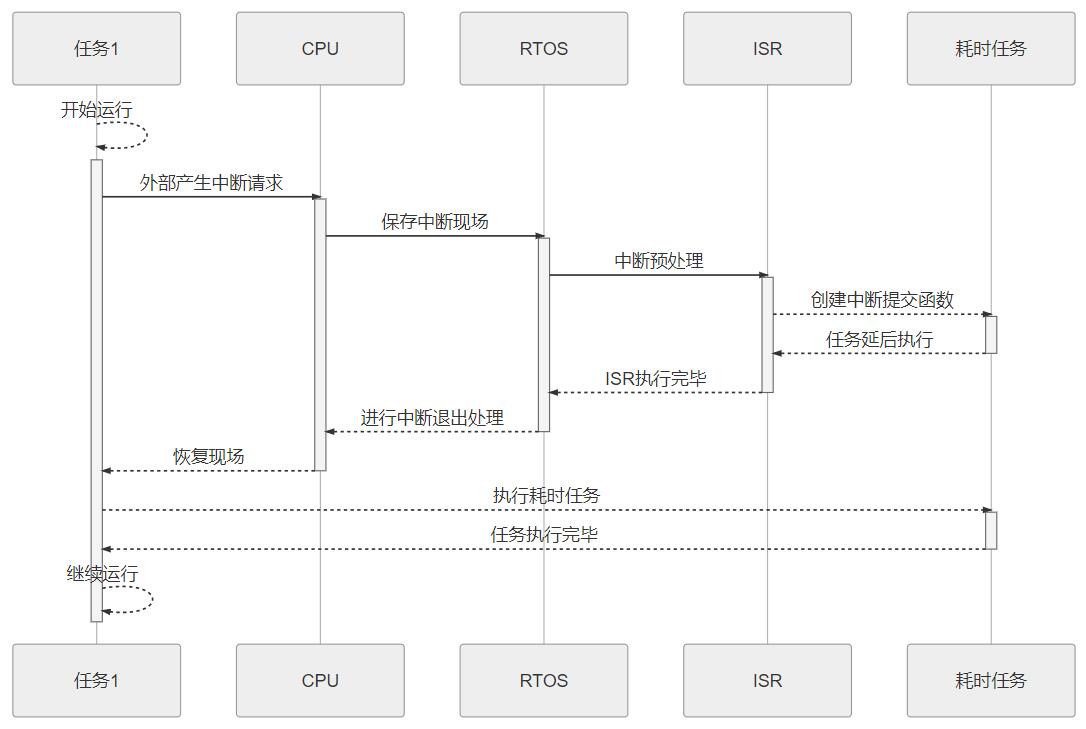 任务1
CPU
RTOS
ISR
耗时任务
开始运行
外部产生中断请求
保存中断现场
中断预处理
创建中断提交函数
任务延后执行
ISR执行完毕
进行中断退出处理
恢复现场
执行耗时任务
任务执行完毕
继续运行
任务1
CPU
RTOS
ISR
耗时任务